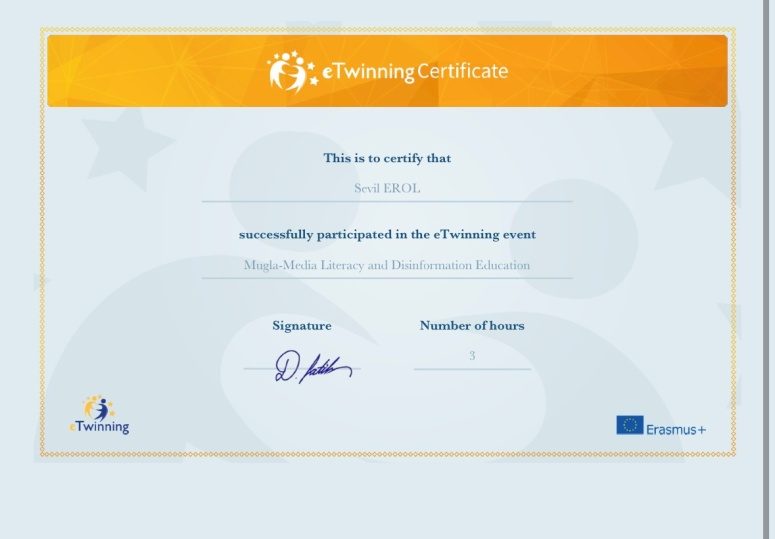 eTwinning Certificate
This is to certify that
Sevil EROL
successfully participated in the eTwinning event
Mugla-Media Literacy and Disinformation Education
Signature
Number of hours
3
eTwinning
Erasmus+